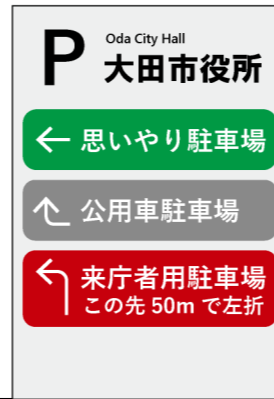 P
Oda City Hall
大田市役所
思いやり駐車場
公用車駐車場
来庁者用駐車場
この先 50m で左折